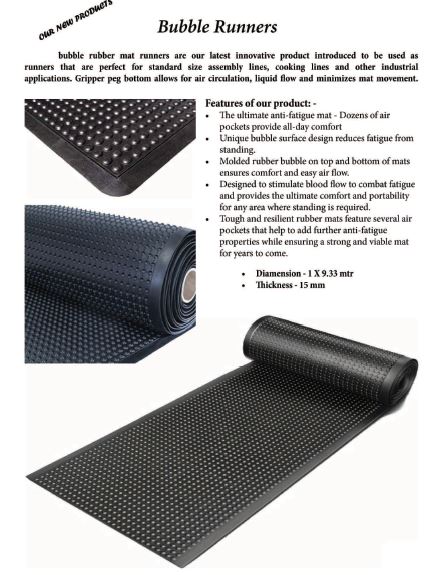 OUR NEW PRODUCTS
Bubble Runners
bubble rubber mat runners are our latest innovative product introduced to be used as
runners that are perfect for standard size assembly lines, cooking lines and other industrial
applications. Gripper peg bottom allows for air circulation, liquid flow and minimizes mat movement.
Features of our product: -
• The ultimate anti-fatigue mat - Dozens of air
pockets provide all-day comfort
• Unique bubble surface design reduces fatigue from
standing.
• Molded rubber bubble on top and bottom of mats
ensures comfort and easy air flow.
• Designed to stimulate blood flow to combat fatigue
and provides the ultimate comfort and portability
for any area where standing is required.
• Tough and resilient rubber mats feature several air
pockets that help to add further anti-fatigue
properties while ensuring a strong and viable mat
for years to come.
• Diamension - 1 X 9.33 mtr
• Thickness - 15 mm